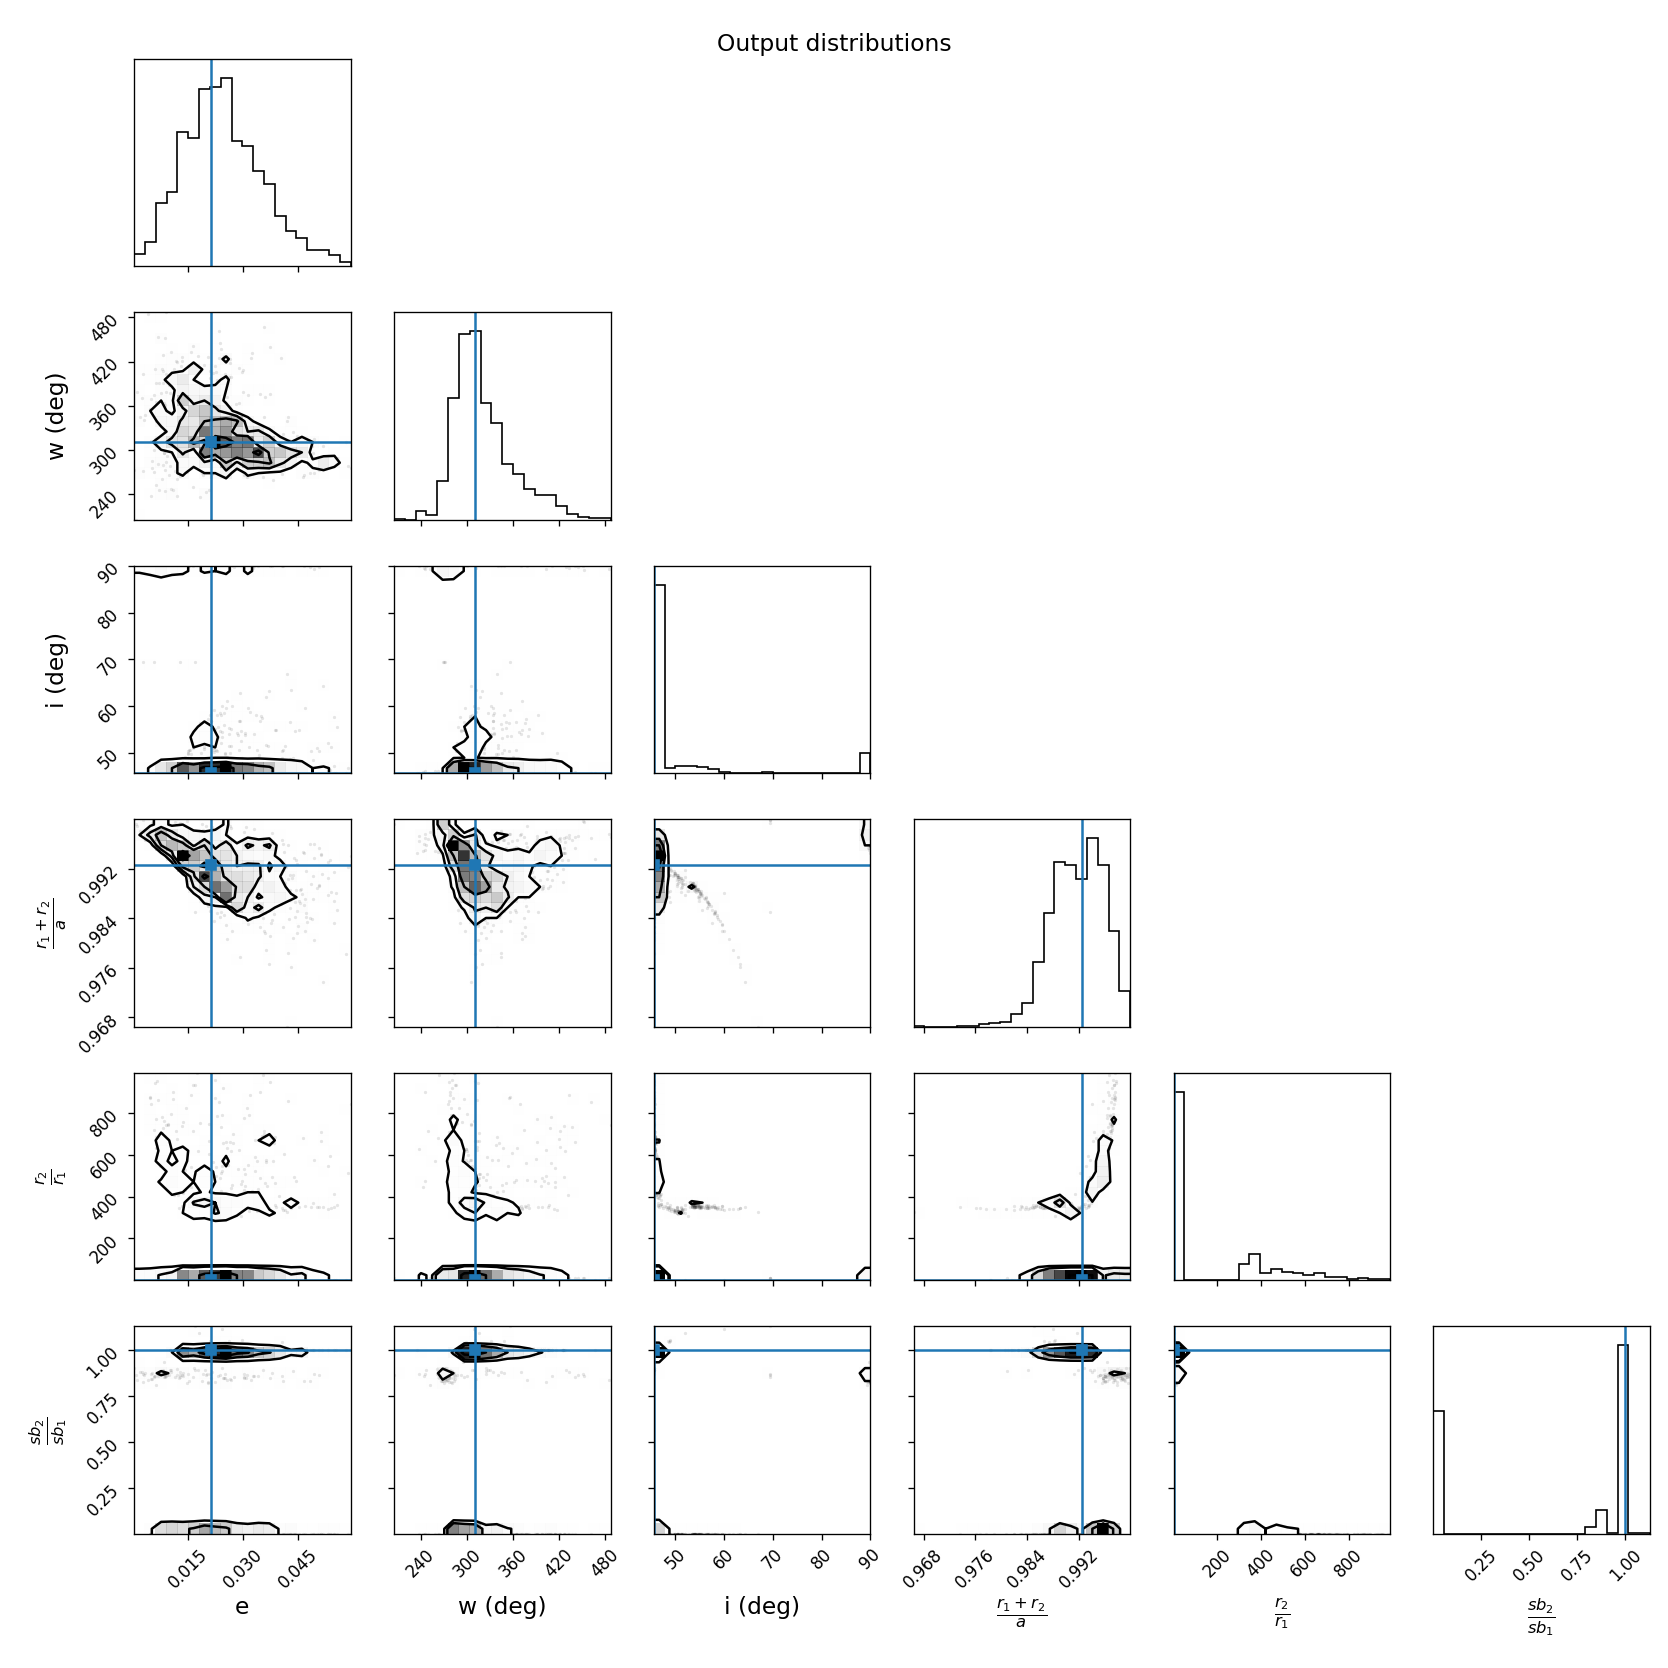 Output distributions
480
420
360
300
240
w (deg)
90
80
70
60
50
i (deg)
0.992
0.984
0.976
0.968
r₁ + r₂
a
800
600
400
200
r₂
r₁
1.00
0.75
0.50
0.25
sb₂
sb₁
0.015 0.030 0.045 240 300 360 420 480 50 60 70 80 90 0.968 0.976 0.984 0.992 200 400 600 800 0.25 0.50 0.75 1.00
e w (deg) i (deg)
r₁ + r₂
a
r₂
r₁
sb₂
sb₁